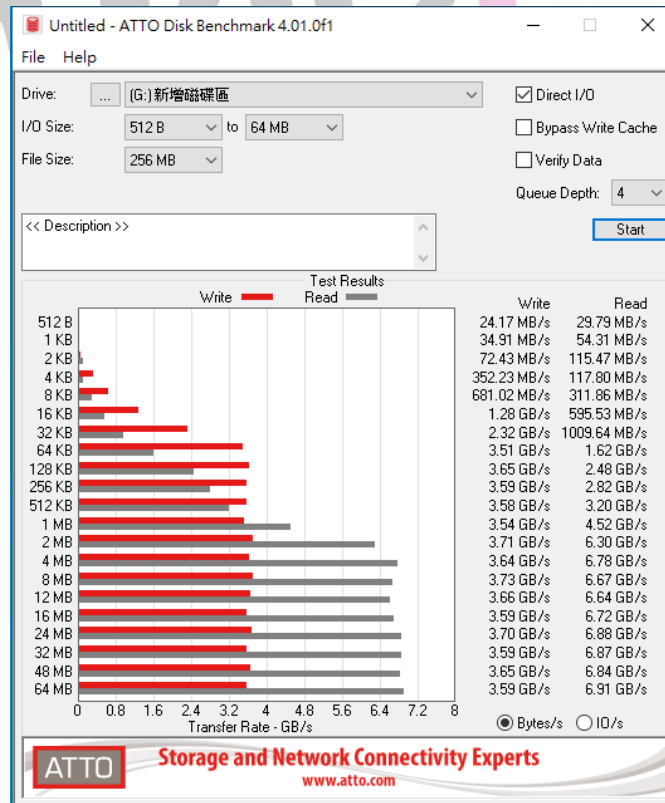 Untitled - ATTO Disk Benchmark 4.01.0f1
File Help
Drive: ... (G:) 新增磁碟區 Direct I/O
I/O Size: 512 B to 64 MB Bypass Write Cache
File Size: 256 MB Verify Data
Queue Depth: 4
<< Description >> Start
Test Results
Write Read Write Read
512 B 24.17 MB/s 29.79 MB/s
1 KB 34.91 MB/s 54.31 MB/s
2 KB 72.43 MB/s 115.47 MB/s
4 KB 352.23 MB/s 117.80 MB/s
8 KB 681.02 MB/s 311.86 MB/s
16 KB 1.28 GB/s 595.53 MB/s
32 KB 2.32 GB/s 1009.64 MB/s
64 KB 3.51 GB/s 1.62 GB/s
128 KB 3.65 GB/s 2.48 GB/s
256 KB 3.59 GB/s 2.82 GB/s
512 KB 3.58 GB/s 3.20 GB/s
1 MB 3.54 GB/s 4.52 GB/s
2 MB 3.71 GB/s 6.30 GB/s
4 MB 3.64 GB/s 6.78 GB/s
8 MB 3.73 GB/s 6.67 GB/s
12 MB 3.66 GB/s 6.64 GB/s
16 MB 3.59 GB/s 6.72 GB/s
24 MB 3.70 GB/s 6.88 GB/s
32 MB 3.59 GB/s 6.87 GB/s
48 MB 3.65 GB/s 6.84 GB/s
64 MB 3.59 GB/s 6.91 GB/s
0 0.8 1.6 2.4 3.2 4 4.8 5.6 6.4 7.2 8
Transfer Rate - GB/s Bytes/s IO/s
ATTO Storage and Network Connectivity Experts
www.atto.com